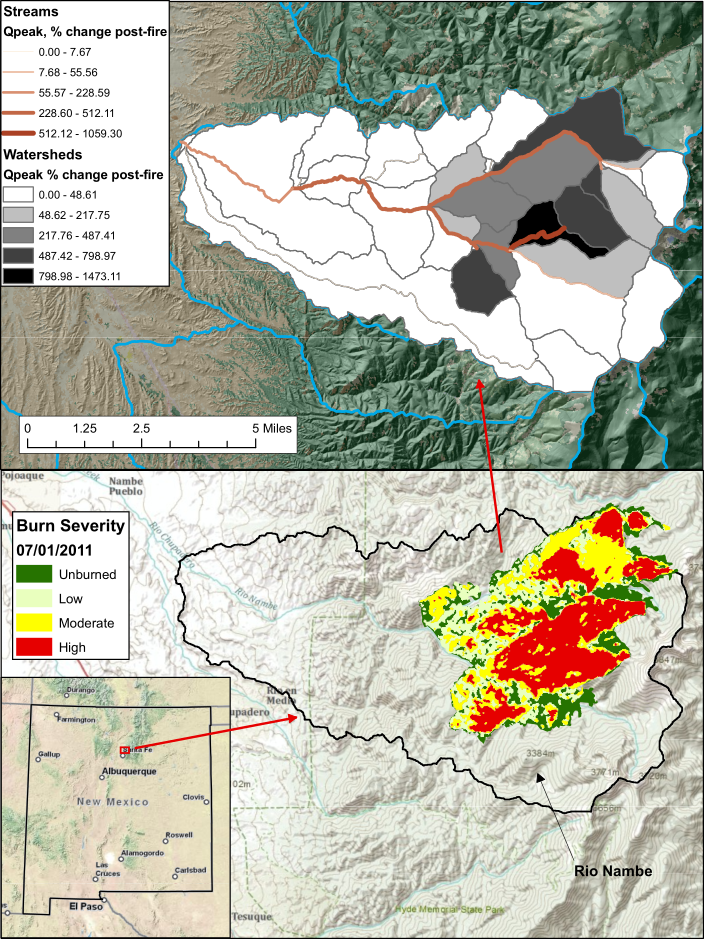 Streams
Qpeak, % change post-fire
0.00 - 7.67
7.68 - 55.56
55.57 - 228.59
228.60 - 512.11
512.12 - 1059.30
Watersheds
Qpeak % change post-fire
0.00 - 48.61
48.62 - 217.75
217.76 - 487.41
487.42 - 798.97
798.98 - 1473.11
0 1.25 2.5 5 Miles
Pojoaque
Nambe
Pueblo
Creek
Rio Chupadero
Rio Nambe
Burn Severity
07/01/2011
Unburned
Low
Moderate
High
Rio en
Medio
upadero
02m
3384m
3771m
Rio Nambe
Hyde Memorial State Park
Tesuque
Durango
Farmington
Gallup
Santa Fe
Albuquerque
New Mexico
Clovis
Roswell
Alamogordo
Las
Cruces
Carlsbad
El Paso